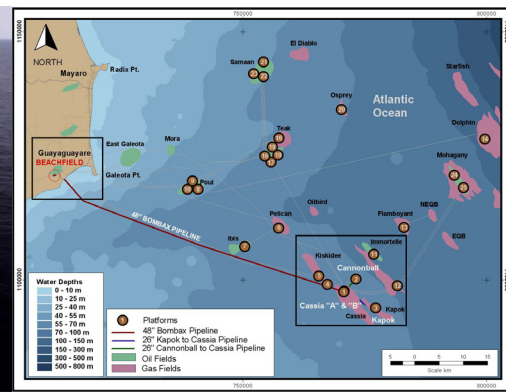 750000
800000
1150000
1100000
NORTH
Mayaro
Radix Pt.
Samaan
El Diablo
Starfish
Osprey
Atlantic
Ocean
Dolphin
East Galeota
Mora
Teak
Guayaguayare
BEACHFIELD
Galeota Pt.
Poui
Mohagany
Oilbird
NEQB
Pelican
Flamboyant
48" BOMBAX PIPELINE
EQB
Ibis
Kiskidee
Immortelle
Cannonball
Cassia "A" & "B"
Cassia
Kapok
Kapok
Water Depths
0 - 10 m
10 - 25 m
25 - 40 m
40 - 55 m
55 - 70 m
70 - 100 m
100 - 150 m
150 - 300 m
300 - 500 m
500 - 800 m
Platforms
48" Bombax Pipeline
26" Kapok to Cassia Pipeline
26" Cannonball to Cassia Pipeline
Oil Fields
Gas Fields
5 0 5 10 15
Scale km
750000
800000